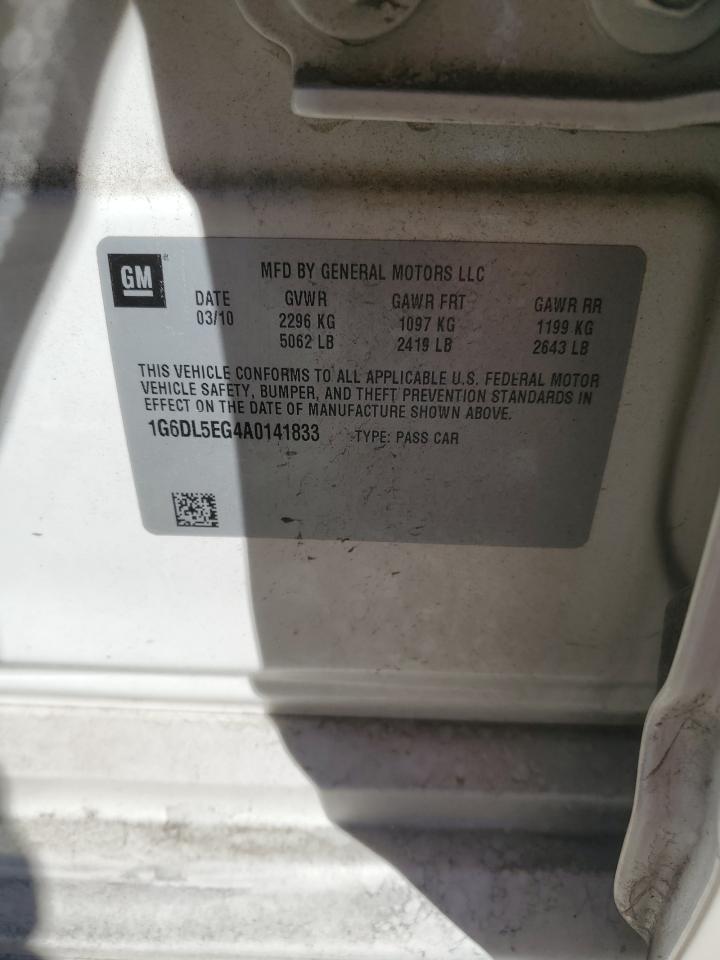 GM
MFD BY GENERAL MOTORS LLC
DATE GVWR GAWR FRT GAWR RR
03/10 2296 KG 1097 KG 1199 KG
5062 LB 2419 LB 2643 LB
THIS VEHICLE CONFORMS TO ALL APPLICABLE U.S. FEDERAL MOTOR
VEHICLE SAFETY, BUMPER, AND THEFT PREVENTION STANDARDS IN
EFFECT ON THE DATE OF MANUFACTURE SHOWN ABOVE.
1G6DL5EG4A0141833 TYPE: PASS CAR